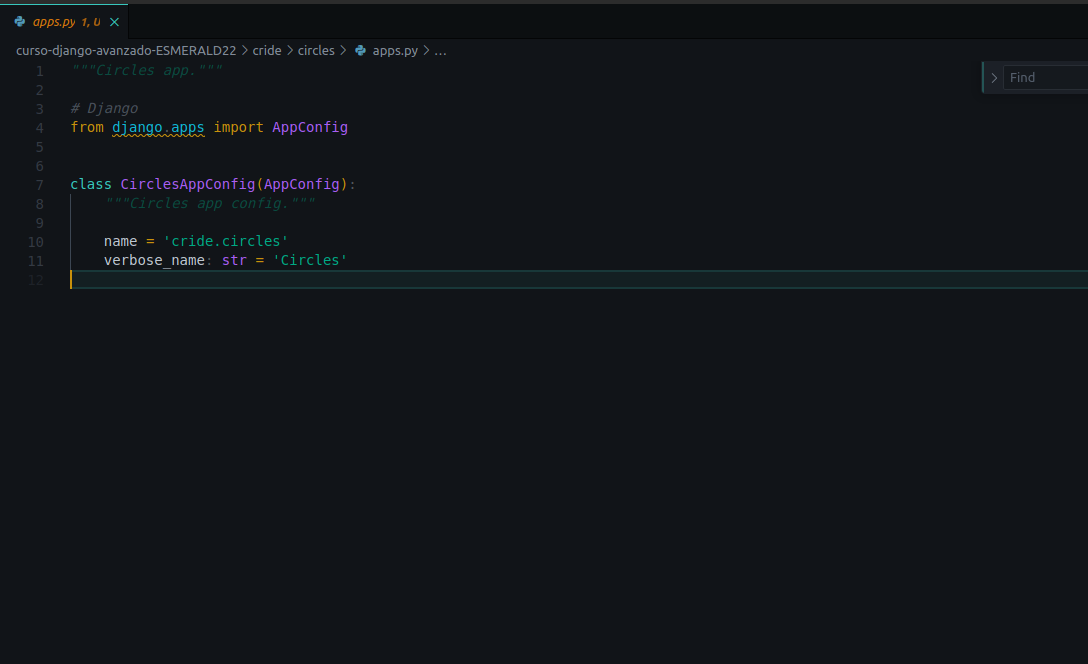 apps.py 1, U
curso-django-avanzado-ESMERALD22 > cride > circles > apps.py > ...
Find
1 """Circles app."""
2
3 # Django
4 from django.apps import AppConfig
5
6
7 class CirclesAppConfig(AppConfig):
8     """Circles app config."""
9
10     name = 'cride.circles'
11     verbose_name: str = 'Circles'
12